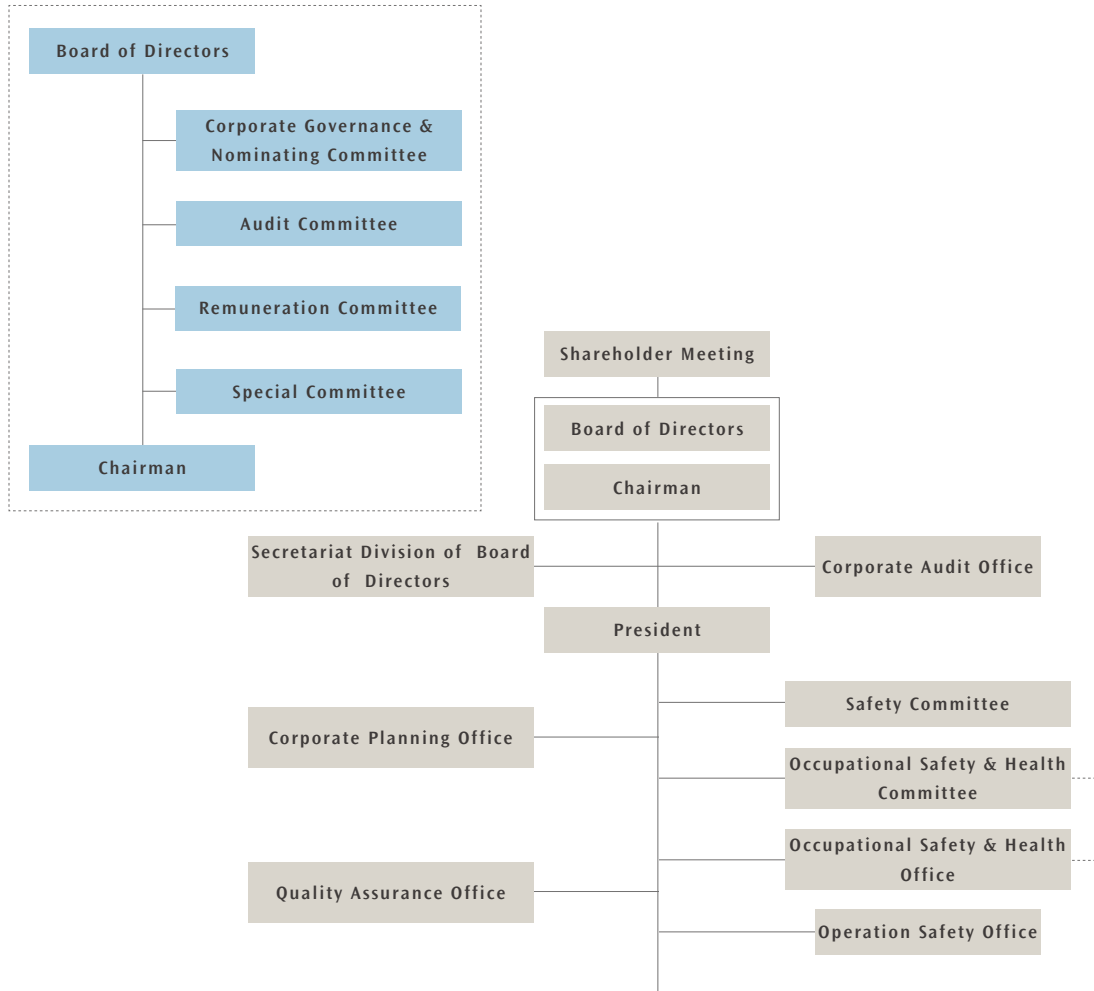 Board of Directors
Corporate Governance &
Nominating Committee
Audit Committee
Remuneration Committee
Special Committee
Chairman
Shareholder Meeting
Board of Directors
Chairman
Secretariat Division of Board
of Directors
Corporate Audit Office
President
Safety Committee
Corporate Planning Office
Occupational Safety & Health
Committee
Occupational Safety & Health
Office
Quality Assurance Office
Operation Safety Office